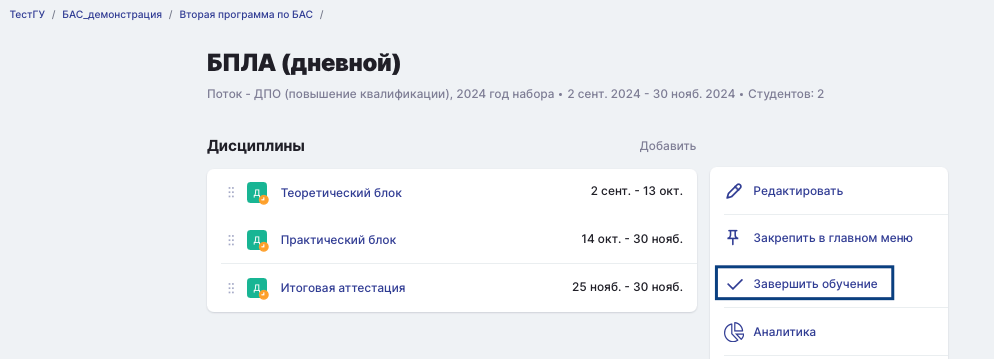 ТестГУ / БАС_демонстрация / Вторая программа по БАС /
БПЛА (дневной)
Поток - ДПО (повышение квалификации), 2024 год набора • 2 сент. 2024 - 30 нояб. 2024 • Студентов: 2
Дисциплины Добавить
Д Теоретический блок 2 сент. - 13 окт.
Д Практический блок 14 окт. - 30 нояб.
Д Итоговая аттестация 25 нояб. - 30 нояб.
Редактировать
Закрепить в главном меню
Завершить обучение
Аналитика